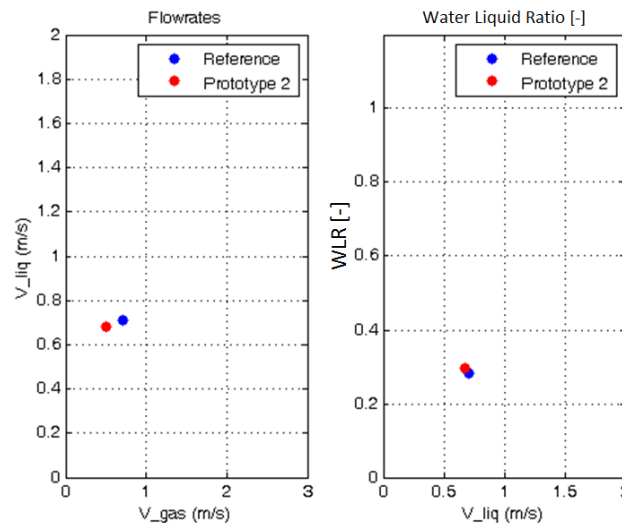 Flowrates
2
1.8
1.6
1.4
1.2
1
0.8
0.6
0.4
0.2
0
V_liq (m/s)
Reference
Prototype 2
0
1
2
3
V_gas (m/s)
Water Liquid Ratio [-]
1
0.8
0.6
0.4
0.2
0
WLR [-]
Reference
Prototype 2
0
0.5
1
1.5
2
V_liq (m/s)